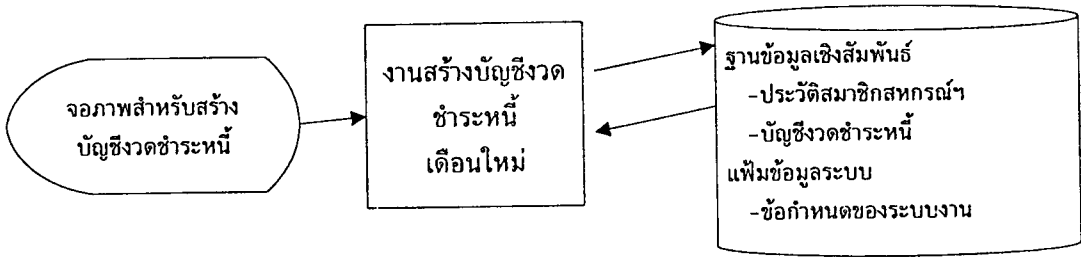 จอภาพสำหรับสร้าง
บัญชีงวดชำระหนี้
งานสร้างบัญชีงวด
ชำระหนี้
เดือนใหม่
ฐานข้อมูลเชิงสัมพันธ์
-ประวัติสมาชิกสหกรณ์ฯ
-บัญชีงวดชำระหนี้
แฟ้มข้อมูลระบบ
-ข้อกำหนดของระบบงาน